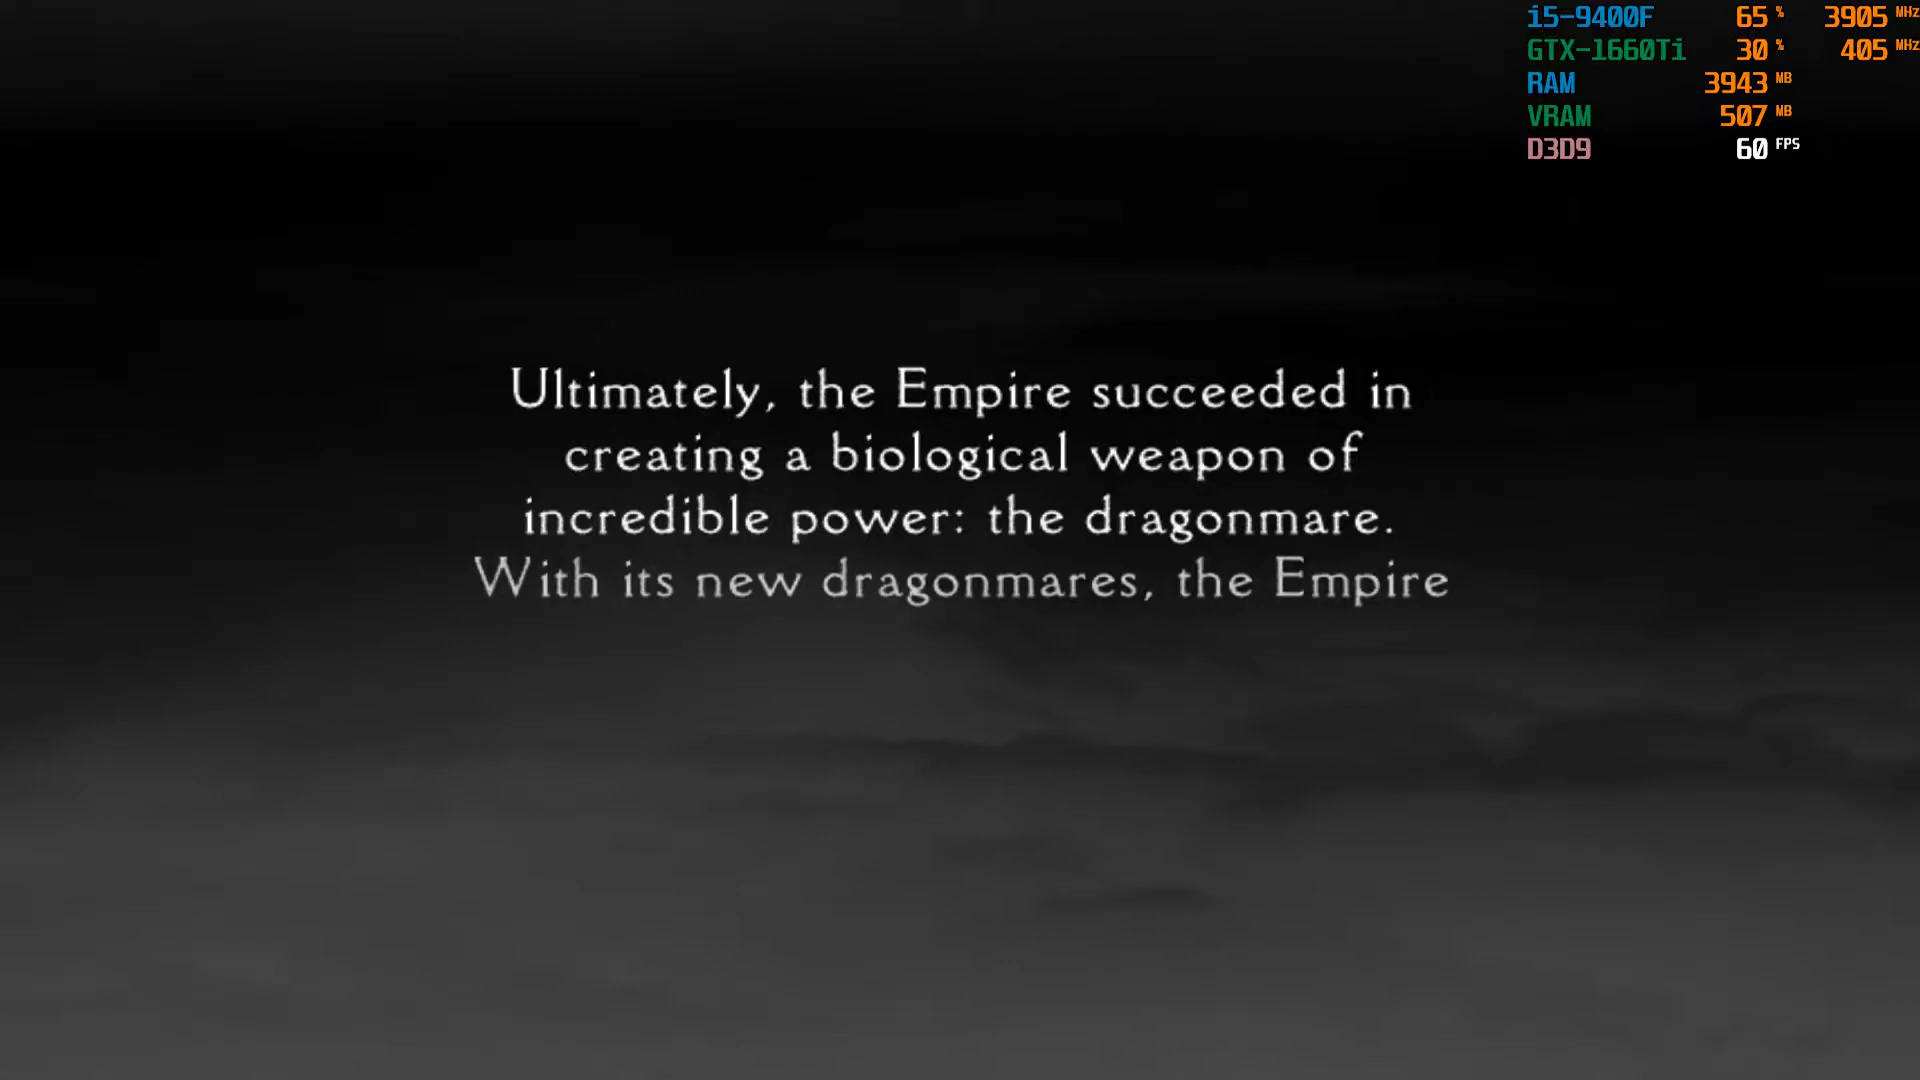 i5-9400F 65 % 3905 MHz
GTX-1660Ti 30 % 405 MHz
RAM 3943 MB
VRAM 507 MB
D3D9 60 FPS
Ultimately, the Empire succeeded in
creating a biological weapon of
incredible power: the dragonmare.
With its new dragonmares, the Empire